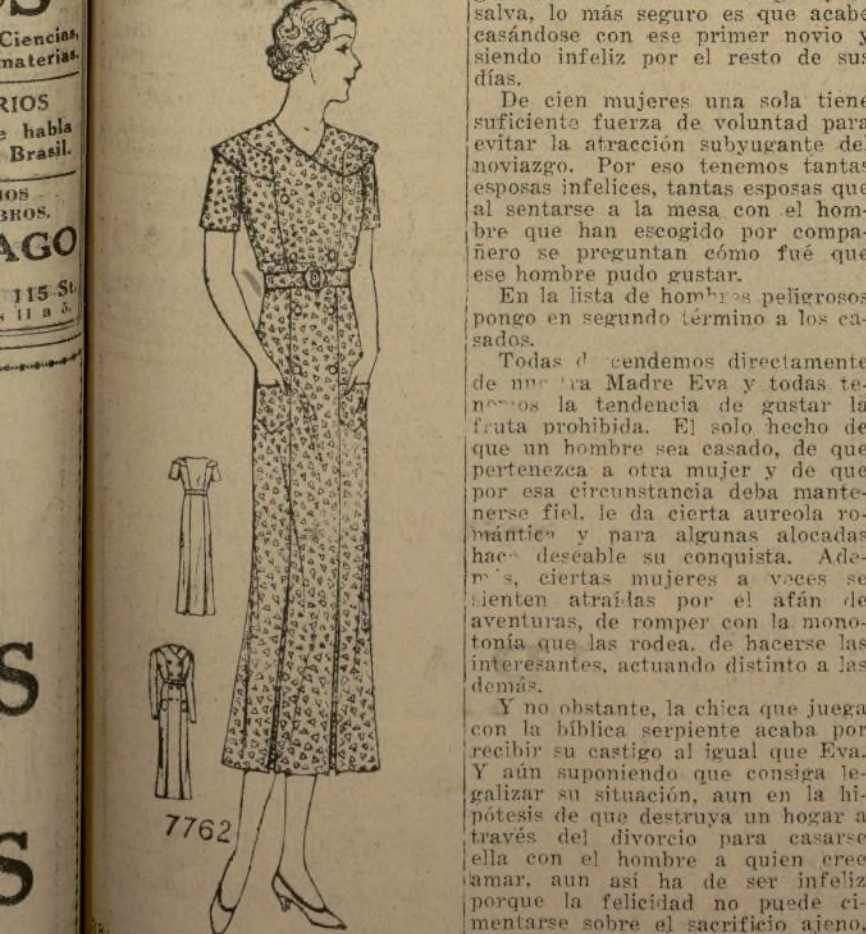 OS
Ciencias,
materias.
RIOS
e habla
Brasil.
IOS
BROS.
AGO
115 St.
s 11 a 5.
S
S
7762
salva, lo más seguro es que acabe
casándose con ese primer novio y
siendo infeliz por el resto de sus
días.
De cien mujeres una sola tiene
suficiente fuerza de voluntad para
evitar la atracción subyugante del
noviazgo. Por eso tenemos tantas
esposas infelices, tantas esposas que
al sentarse a la mesa con el hom-
bre que han escogido por compa-
ñero se preguntan cómo fué que
ese hombre pudo gustar.
En la lista de hombres peligrosos
pongo en segundo término a los ca-
sados.
Todas d cendemos directamente
de nuestra Madre Eva y todas te-
nemos la tendencia de gustar la
fruta prohibida. El solo hecho de
que un hombre sea casado, de que
pertenezca a otra mujer y de que
por esa circunstancia deba mante-
nerse fiel, le da cierta aureola ro-
mántica y para algunas alocadas
hace deseable su conquista. Ade-
más, ciertas mujeres a veces se
sienten atraídas por el afán de
aventuras, de romper con la mono-
tonía que las rodea, de hacerse las
interesantes, actuando distinto a las
demás.
Y no obstante, la chica que juega
con la bíblica serpiente acaba por
recibir su castigo al igual que Eva.
Y aún suponiendo que consiga le-
galizar su situación, aun en la hi-
pótesis de que destruya un hogar a
través del divorcio para casarse
ella con el hombre a quien cree
amar, aun así ha de ser infeliz
porque la felicidad no puede ci-
mentarse sobre el sacrificio ajeno.